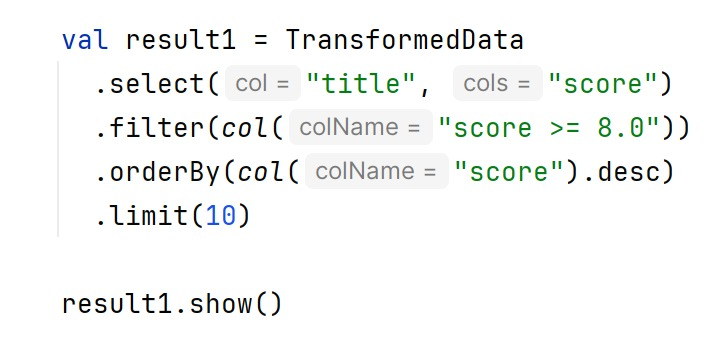 val result1 = TransformedData
.select( col = "title", cols = "score")
.filter(col( colName = "score >= 8.0"))
.orderBy(col( colName = "score").desc)
.limit(10)
result1.show()